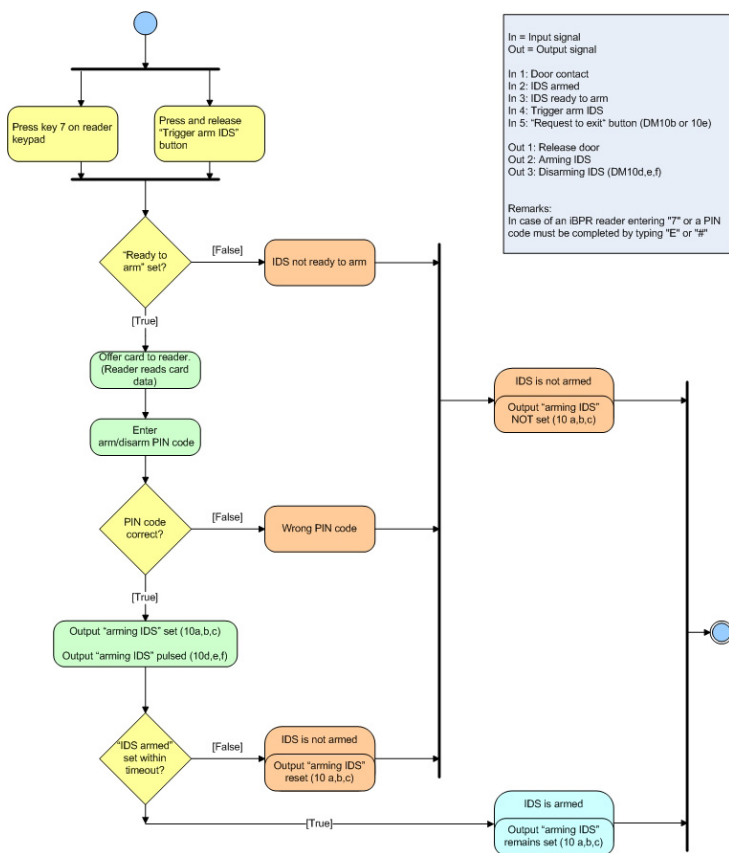 In = Input signal
Out = Output signal
In 1: Door contact
In 2: IDS armed
In 3: IDS ready to arm
In 4: Trigger arm IDS
In 5: "Request to exit" button (DM10b or 10e)
Out 1: Release door
Out 2: Arming IDS
Out 3: Disarming IDS (DM10d,e,f)
Remarks:
In case of an iBPR reader entering "7" or a PIN
code must be completed by typing "E" or "#"
Press key 7 on reader
keypad
Press and release
"Trigger arm IDS"
button
"Ready to
arm" set?
[False]
IDS not ready to arm
[True]
Offer card to reader.
(Reader reads card
data)
Enter
arm/disarm PIN code
IDS is not armed
Output "arming IDS"
NOT set (10 a,b,c)
PIN code
correct?
[False]
Wrong PIN code
[True]
Output "arming IDS" set (10a,b,c)
Output "arming IDS" pulsed (10d,e,f)
"IDS armed"
set within
timeout?
[False]
IDS is not armed
Output "arming IDS"
reset (10 a,b,c)
[True]
IDS is armed
Output "arming IDS"
remains set (10 a,b,c)